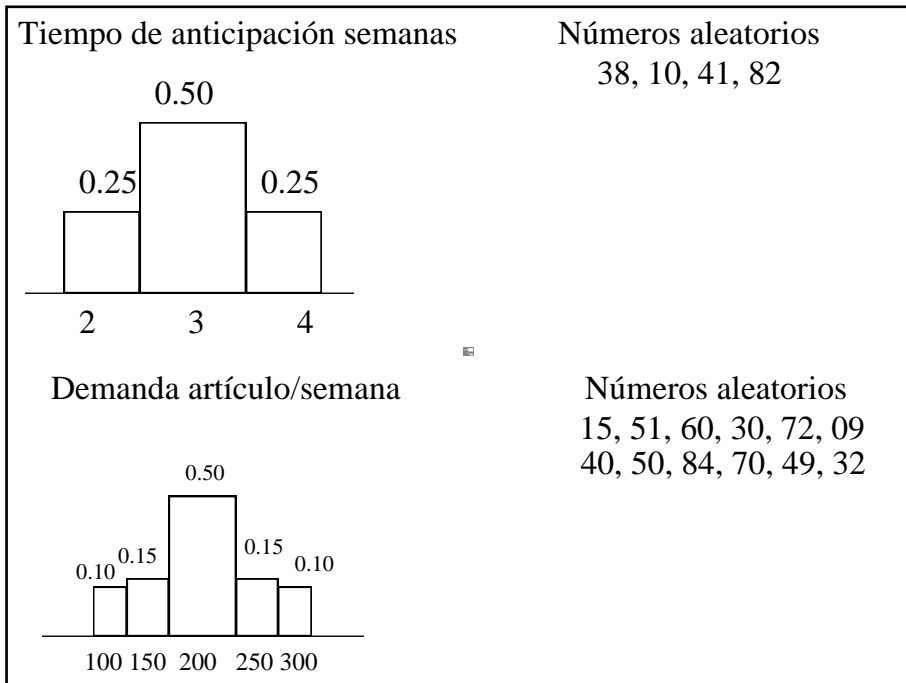 Tiempo de anticipación semanas
Números aleatorios
38, 10, 41, 82
0.50
0.25
0.25
2 3 4
Demanda artículo/semana
Números aleatorios
15, 51, 60, 30, 72, 09
40, 50, 84, 70, 49, 32
0.50
0.10 0.15 0.15 0.10
100 150 200 250 300